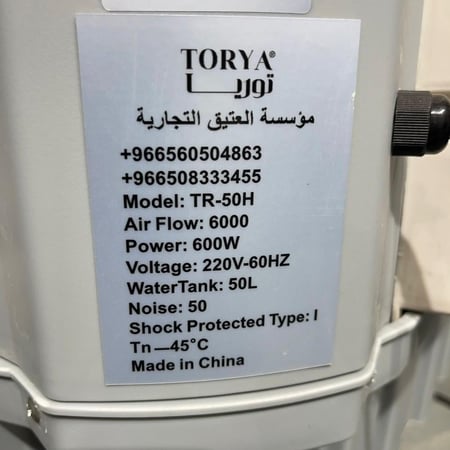 TORYA®
توريا
مؤسسة العتيق التجارية
+966560504863
+966508333455
Model: TR-50H
Air Flow: 6000
Power: 600W
Voltage: 220V-60HZ
WaterTank: 50L
Noise: 50
Shock Protected Type: I
Tn —45°C
Made in China